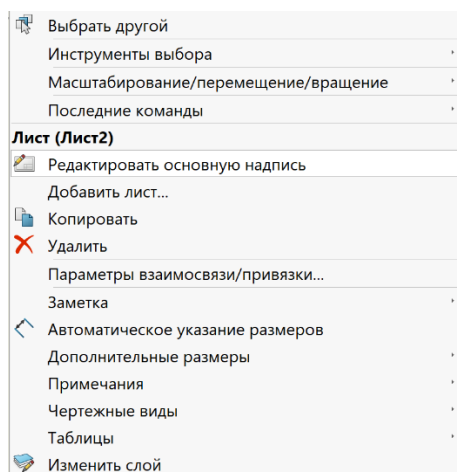 Выбрать другой
Инструменты выбора
Масштабирование/перемещение/вращение
Последние команды
Лист (Лист2)
Редактировать основную надпись
Добавить лист...
Копировать
Удалить
Параметры взаимосвязи/привязки...
Заметка
Автоматическое указание размеров
Дополнительные размеры
Примечания
Чертежные виды
Таблицы
Изменить слой